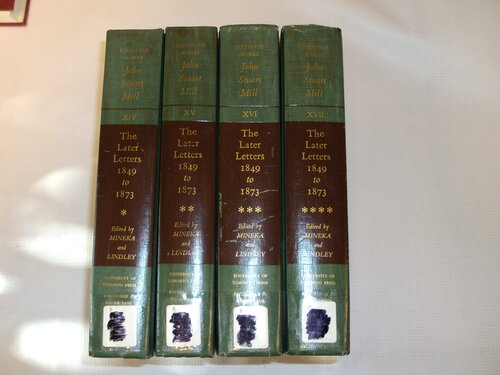 COLLECTED
WORKS
John
Stuart
Mill
XIV
The
Later
Letters
1849
to
1873
*
Edited by
MINEKA
and
LINDLEY
UNIVERSITY OF
TORONTO PRESS
ROUTLEDGE &
KEGAN PAUL
COLLECTED
WORKS
John
Stuart
Mill
XV
The
Later
Letters
1849
to
1873
**
Edited by
MINEKA
and
LINDLEY
UNIVERSITY OF
TORONTO PRESS
COLLECTED
WORKS
John
Stuart
Mill
XVI
The
Later
Letters
1849
to
1873
***
Edited by
MINEKA
and
LINDLEY
UNIVERSITY OF
TORONTO PRESS
COLLECTED
WORKS
John
Stuart
Mill
XVII
The
Later
Letters
1849
to
1873
****
Edited by
MINEKA
and
LINDLEY
UNIVERSITY OF
TORONTO PRESS